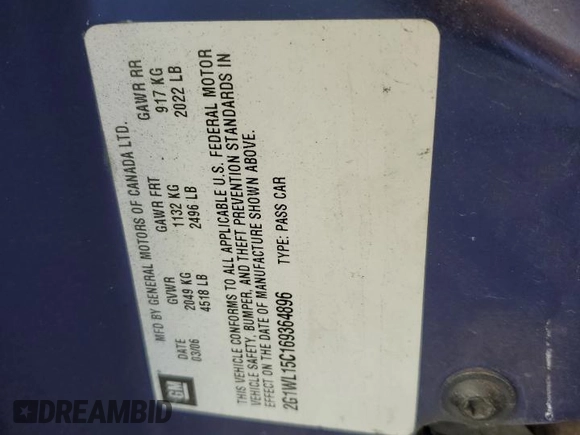 MFD BY GENERAL MOTORS OF CANADA LTD.
DATE GVWR GAWR FRT GAWR RR
03/06 2049 KG 1132 KG 917 KG
4518 LB 2496 LB 2022 LB
THIS VEHICLE CONFORMS TO ALL APPLICABLE U.S. FEDERAL MOTOR
VEHICLE SAFETY, BUMPER, AND THEFT PREVENTION STANDARDS IN
EFFECT ON THE DATE OF MANUFACTURE SHOWN ABOVE.
2G1WL15C169364896 TYPE: PASS CAR
GM
DREAMBID